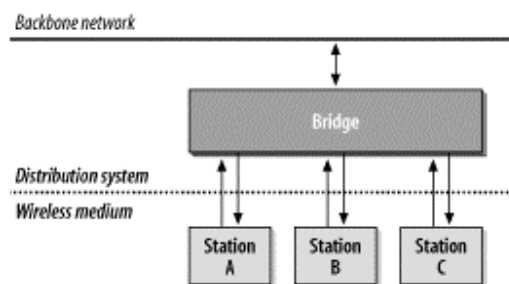 Backbone network
Bridge
Distribution system
Wireless medium
Station
A
Station
B
Station
C